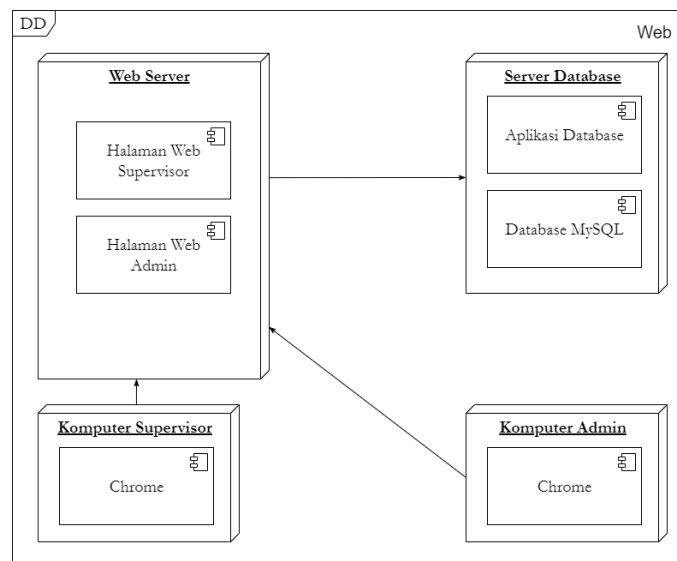 DD
Web
Web Server
Halaman Web
Supervisor
Halaman Web
Admin
Server Database
Aplikasi Database
Database MySQL
Komputer Supervisor
Chrome
Komputer Admin
Chrome